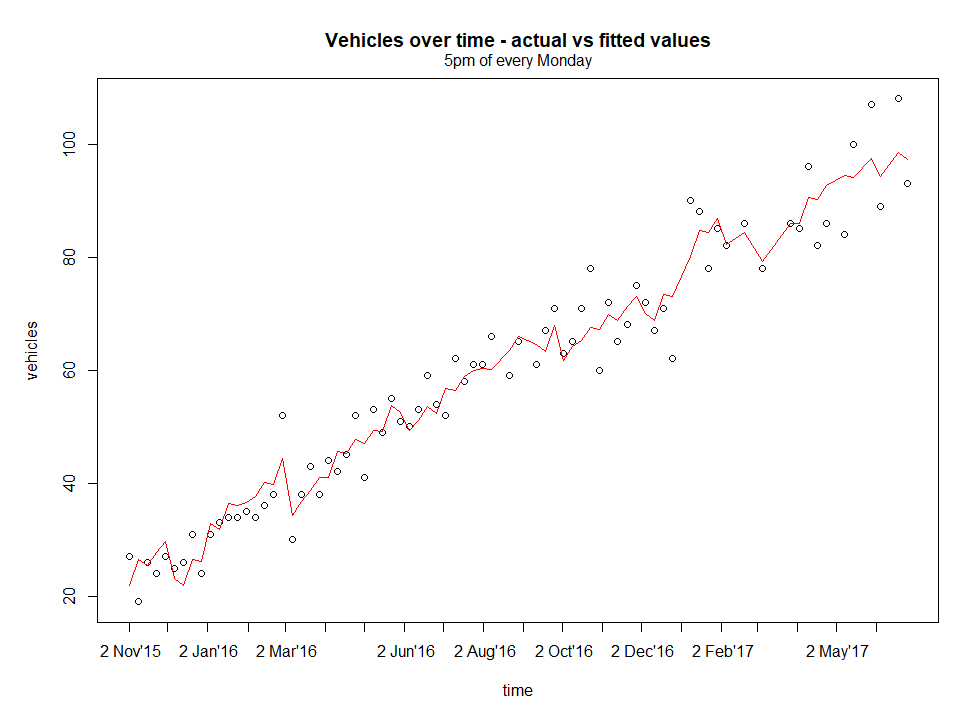 Vehicles over time - actual vs fitted values
5pm of every Monday
vehicles
100
80
60
40
20
2 Nov'15 2 Jan'16 2 Mar'16 2 Jun'16 2 Aug'16 2 Oct'16 2 Dec'16 2 Feb'17 2 May'17
time